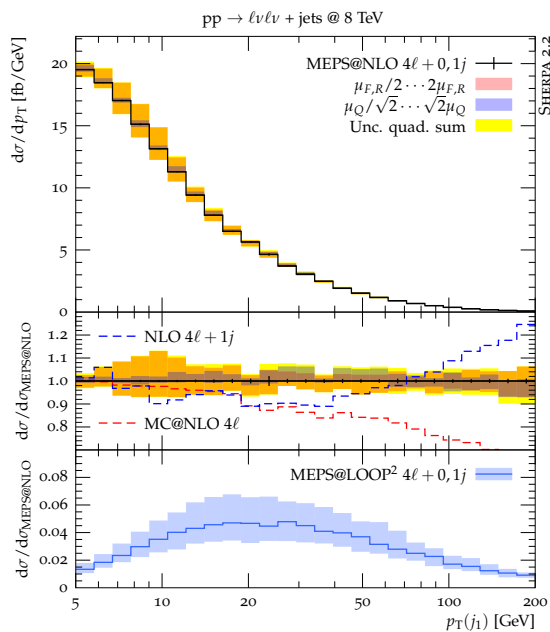 pp → ℓνℓν + jets @ 8 TeV
MEPS@NLO 4ℓ + 0, 1j
μF,R/2 · · · 2μF,R
μQ/√2 · · · √2μQ
Unc. quad. sum
SHERPA 2.2
dσ/dpT [fb/GeV]
20
15
10
5
0
NLO 4ℓ + 1j
MC@NLO 4ℓ
dσ/dσMEPS@NLO
1.2
1.1
1.0
0.9
0.8
MEPS@LOOP² 4ℓ + 0, 1j
dσ/dσMEPS@NLO
0.08
0.06
0.04
0.02
0
5 10 20 50 100 200
pT(j1) [GeV]